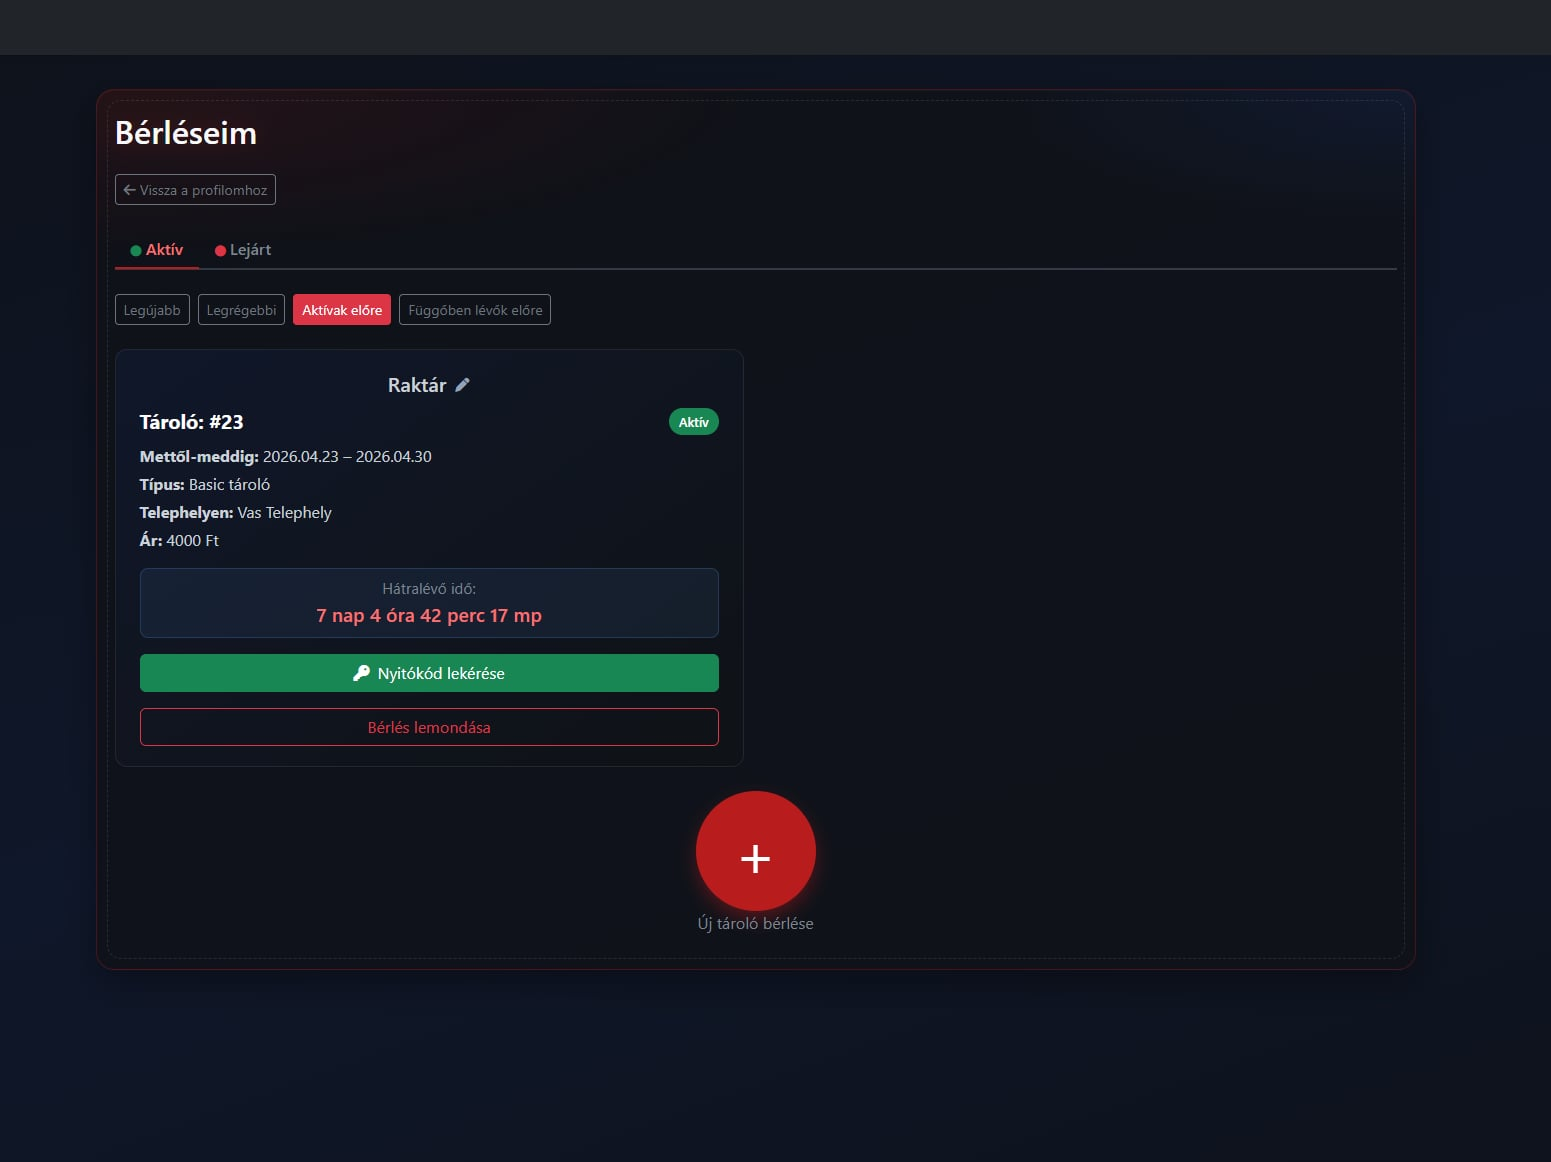 Bérléseim
Vissza a profilomhoz
Aktív
Lejárt
Legújabb
Legrégebbi
Aktívak előre
Függőben lévők előre
Raktár
Tároló: #23
Aktív
Mettől-meddig: 2026.04.23 – 2026.04.30
Típus: Basic tároló
Telephelyen: Vas Telephely
Ár: 4000 Ft
Hátralévő idő:
7 nap 4 óra 42 perc 17 mp
Nyitókód lekérése
Bérlés lemondása
+
Új tároló bérlése